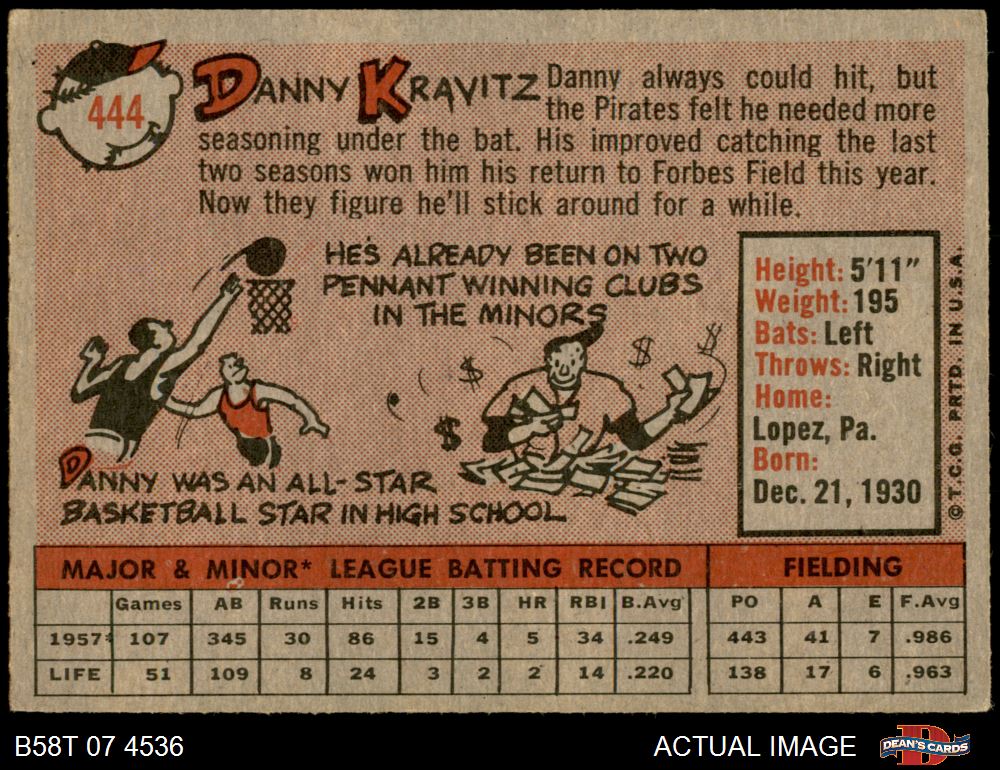 444
DANNY KRAVITZ Danny always could hit, but
the Pirates felt he needed more
seasoning under the bat. His improved catching the last
two seasons won him his return to Forbes Field this year.
Now they figure he'll stick around for a while.
HE'S ALREADY BEEN ON TWO
PENNANT WINNING CLUBS
IN THE MINORS
$ $ $ $
DANNY WAS AN ALL-STAR
BASKETBALL STAR IN HIGH SCHOOL
Height: 5'11"
Weight: 195
Bats: Left
Throws: Right
Home:
Lopez, Pa.
Born:
Dec. 21, 1930
© T.C.G. PRTD. IN U.S.A.
MAJOR & MINOR* LEAGUE BATTING RECORD FIELDING
Games AB Runs Hits 2B 3B HR RBI B.Avg PO A E F.Avg
1957* 107 345 30 86 15 4 5 34 .249 443 41 7 .986
LIFE 51 109 8 24 3 2 2 14 .220 138 17 6 .963
B58T 07 4536 ACTUAL IMAGE DEAN'S CARDS